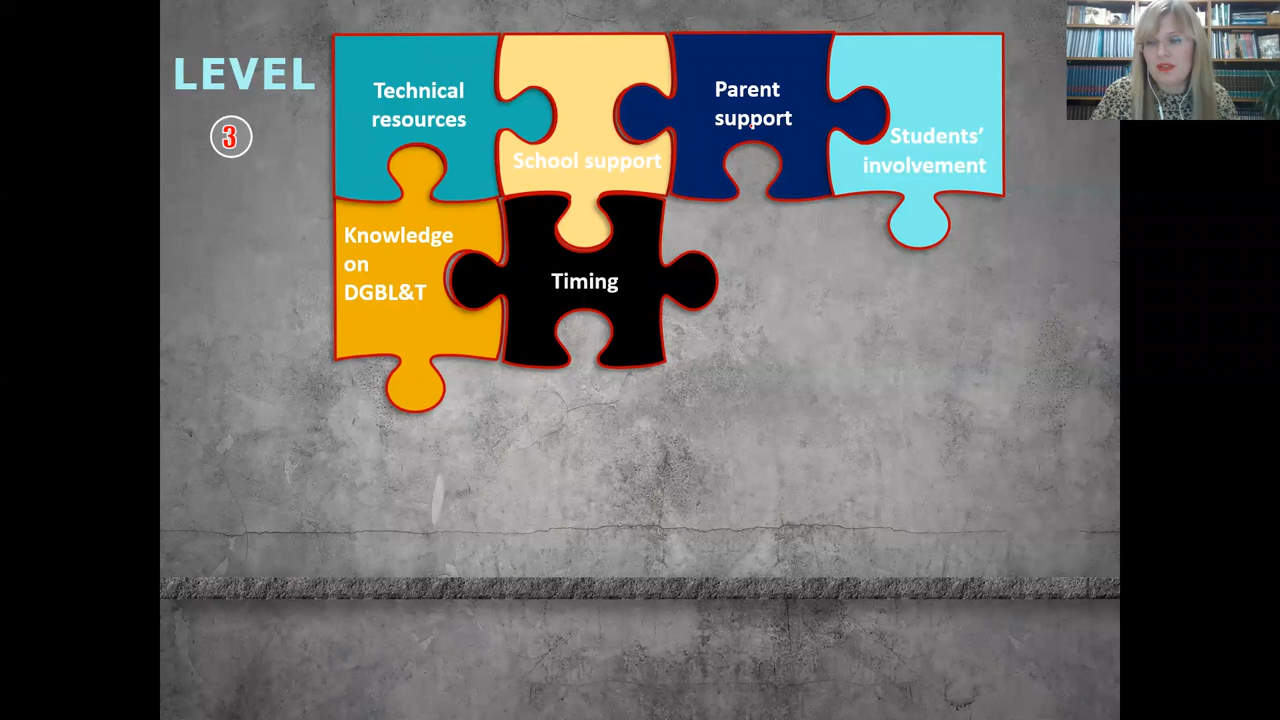 LEVEL
3
Technical
resources
School support
Parent
support
Students’
involvement
Knowledge
on
DGBL&T
Timing